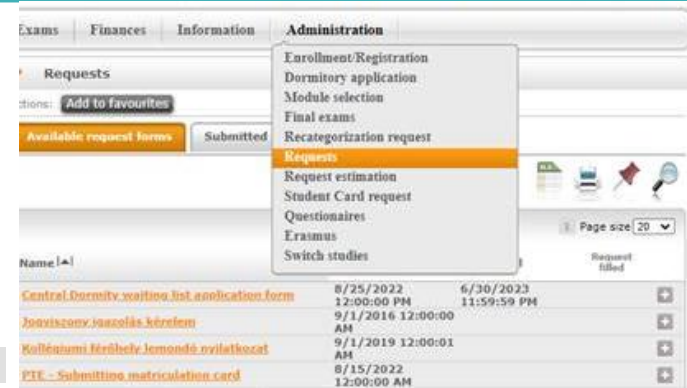 Exams Finances Information Administration
Enrollment/Registration
Dormitory application
Module selection
Final exams
Recategorization request
Requests
Request estimation
Student Card request
Questionaires
Erasmus
Switch studies
Requests
Add to favourites
Available request forms Submitted
Page size 20
Name Request filled
Central Dormity waiting list application form 8/25/2022 12:00:00 PM 6/30/2023 11:59:59 PM
Jogviszony igazolás kérelem 9/1/2016 12:00:00 AM
Kollégiumi férőhely lemondó nyilatkozat 9/1/2019 12:00:01 AM
PTE - Submitting matriculation card 8/15/2022 12:00:00 AM